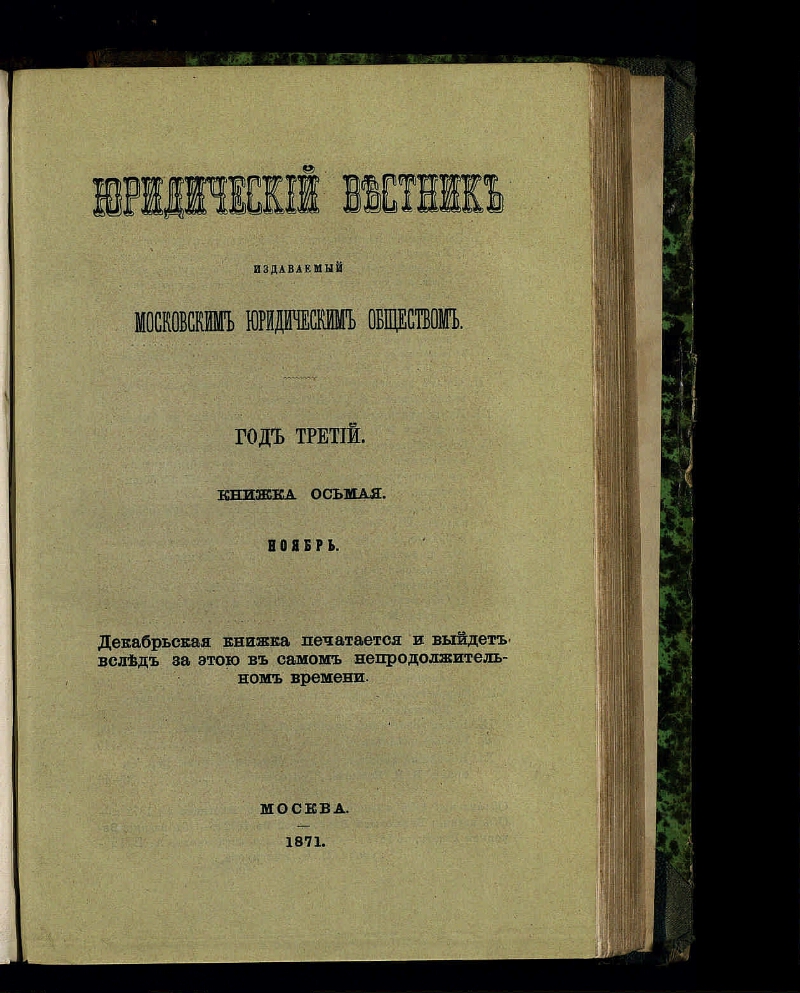 ЮРИДИЧЕСКІЙ ВѢСТНИКЪ
ИЗДАВАЕМЫЙ
МОСКОВСКИМЪ ЮРИДИЧЕСКИМЪ ОБЩЕСТВОМЪ.
ГОДЪ ТРЕТІЙ.
КНИЖКА ОСЬМАЯ.
НОЯБРЬ.
Декабрьская книжка печатается и выйдетъ
вслѣдъ за этою въ самомъ непродолжитель-
номъ времени.
МОСКВА.
1871.